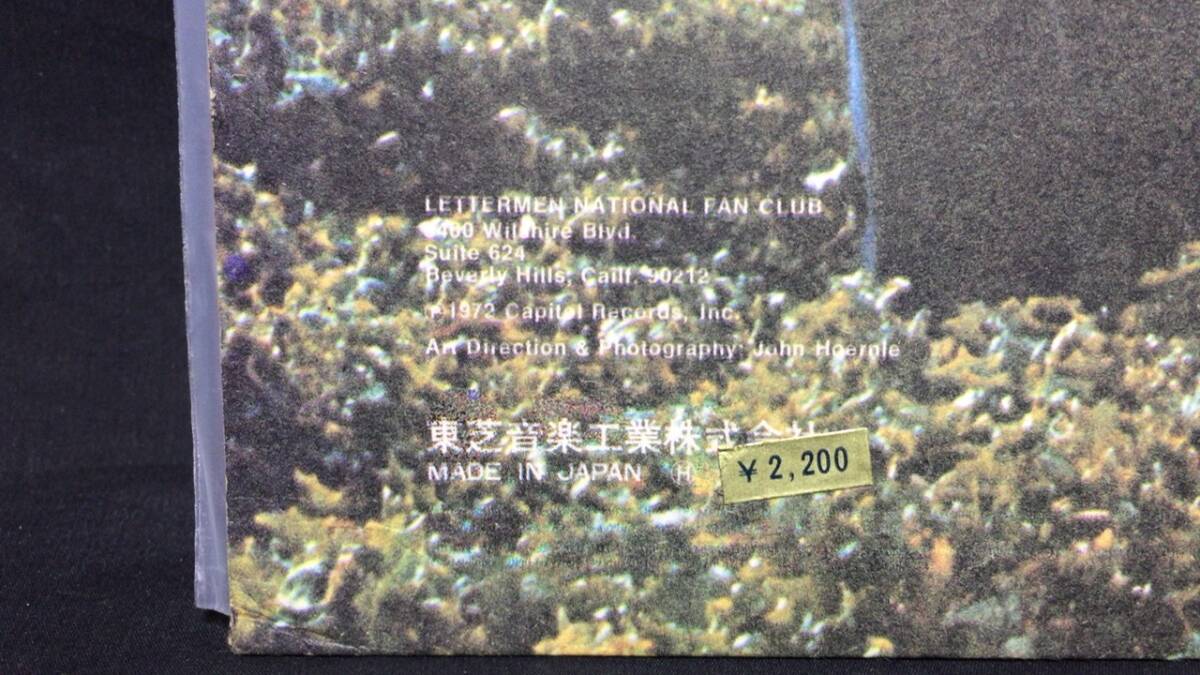 LETTERMEN NATIONAL FAN CLUB
9400 Wilshire Blvd.
Suite 624
Beverly Hills, Calif. 90212
℗1972 Capitol Records, Inc.
Art Direction & Photography: John Hoernle
東芝音楽工業株式会社
MADE IN JAPAN (H
¥2,200